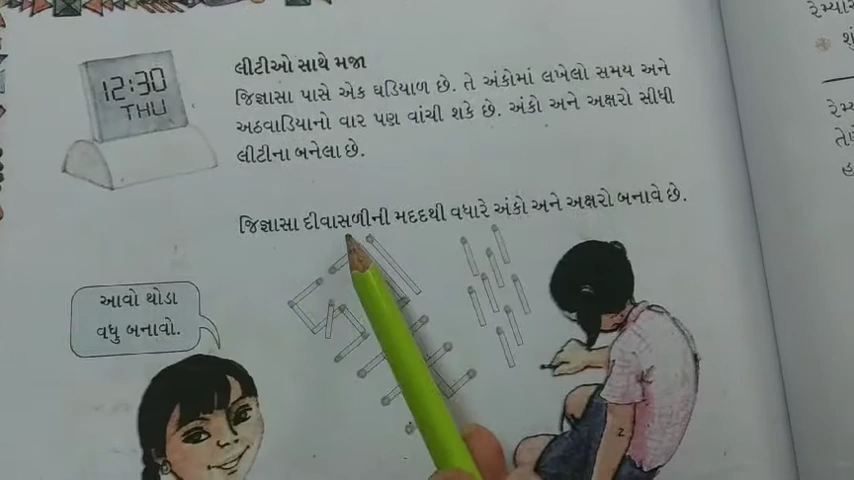 12:30
THU
લીટીઓ સાથે મજા
જિજ્ઞાસા પાસે એક ઘડિયાળ છે. તે અંકોમાં લખેલો સમય અને
અઠવાડિયાનો વાર પણ વાંચી શકે છે. અંકો અને અક્ષરો સીધી
લીટીના બનેલા છે.
જિજ્ઞાસા દીવાસળીની મદદથી વધારે અંકો અને અક્ષરો બનાવે છે.
આવો થોડા
વધુ બનાવો.